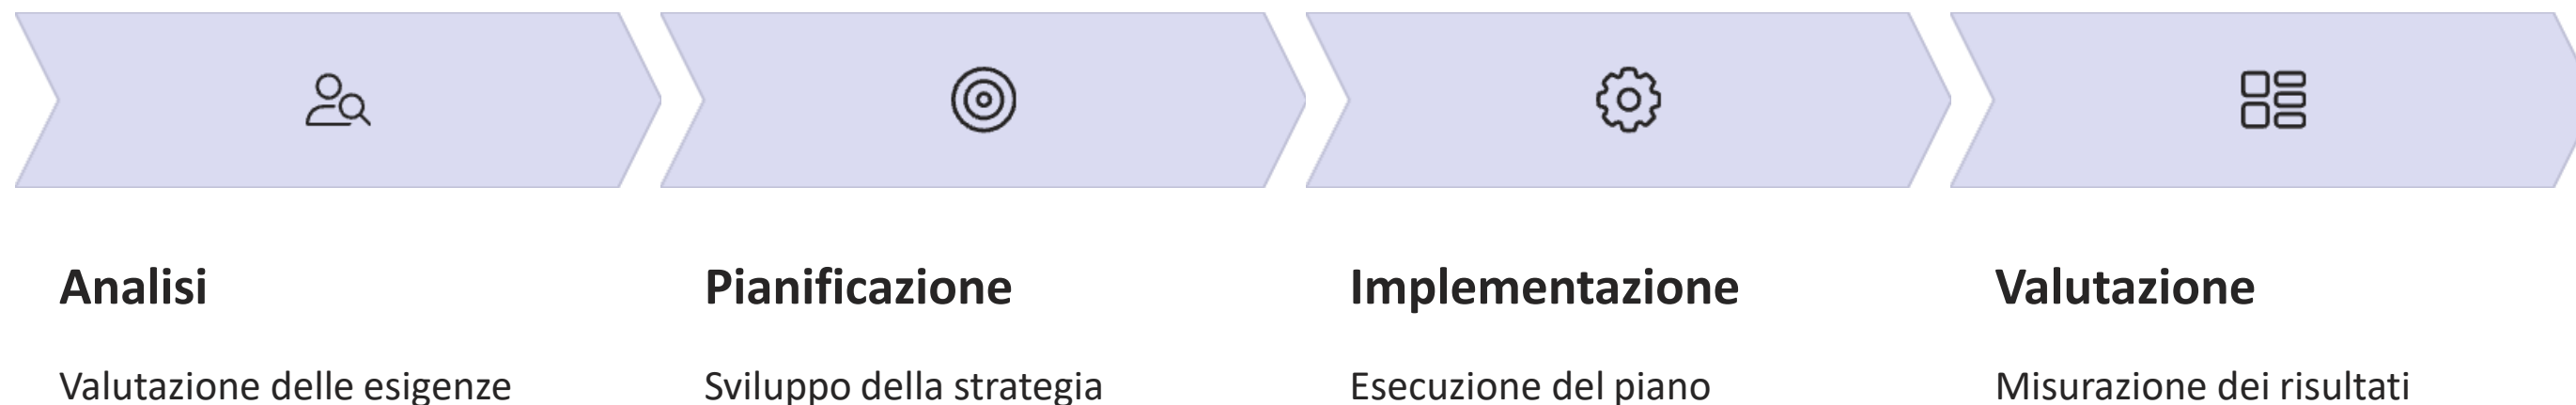 Analisi
Valutazione delle esigenze
Pianificazione
Sviluppo della strategia
Implementazione
Esecuzione del piano
Valutazione
Misurazione dei risultati